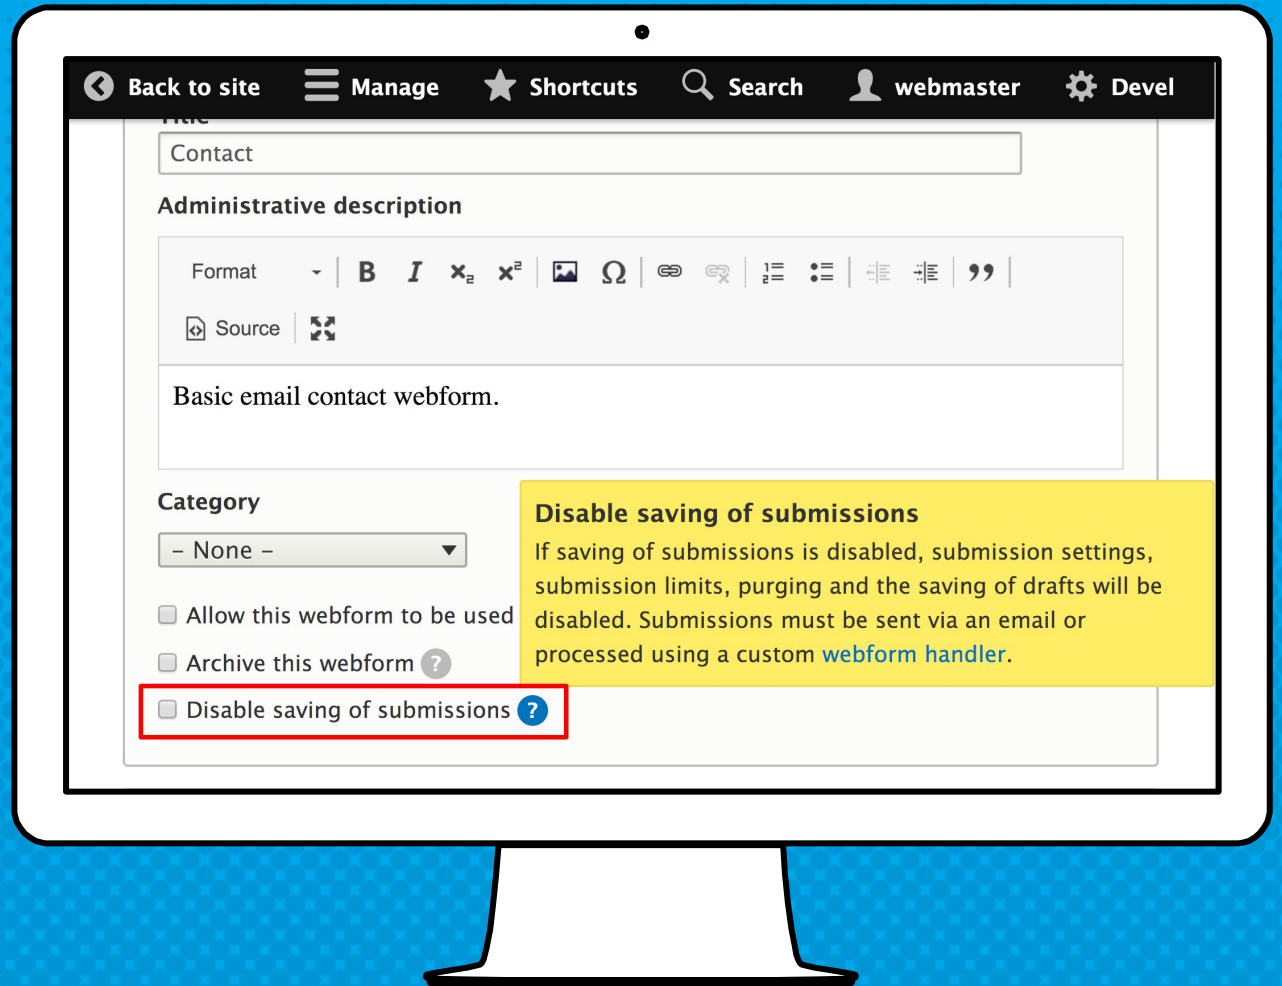 Back to site Manage Shortcuts Search webmaster Devel
Title
Contact
Administrative description
Format B I x₂ x²
Source
Basic email contact webform.
Category
– None –
Allow this webform to be used
Archive this webform ?
Disable saving of submissions ?
Disable saving of submissions
If saving of submissions is disabled, submission settings,
submission limits, purging and the saving of drafts will be
disabled. Submissions must be sent via an email or
processed using a custom webform handler.